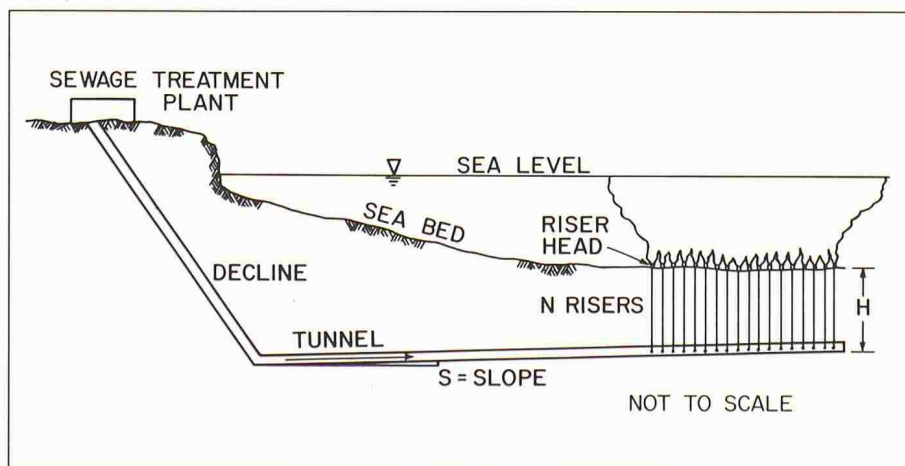 SEWAGE TREATMENT
PLANT
SEA LEVEL
SEA BED
RISER
HEAD
DECLINE
N RISERS
H
TUNNEL
S = SLOPE
NOT TO SCALE